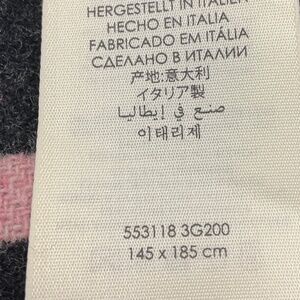 HERGESTELLT IN ITALIEN
HECHO EN ITALIA
FABRICADO EM ITÁLIA
СДЕЛАНО В ИТАЛИИ
产地:意大利
イタリア製
صنع في إيطاليا
이태리제
553118 3G200
145 x 185 cm